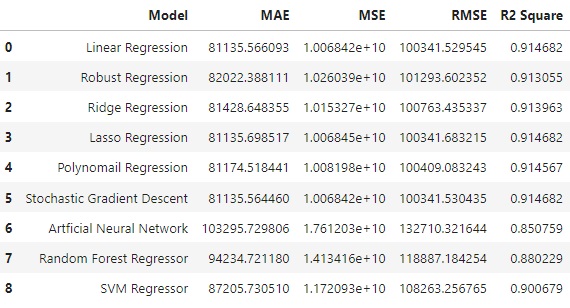 Model MAE MSE RMSE R2 Square
0 Linear Regression 81135.566093 1.006842e+10 100341.529545 0.914682
1 Robust Regression 82022.388111 1.026039e+10 101293.602352 0.913055
2 Ridge Regression 81428.648355 1.015327e+10 100763.435337 0.913963
3 Lasso Regression 81135.698517 1.006845e+10 100341.683215 0.914682
4 Polynomail Regression 81174.518441 1.008198e+10 100409.083243 0.914567
5 Stochastic Gradient Descent 81135.564460 1.006842e+10 100341.530435 0.914682
6 Artficial Neural Network 103295.729806 1.761203e+10 132710.321644 0.850759
7 Random Forest Regressor 94234.721180 1.413416e+10 118887.184254 0.880229
8 SVM Regressor 87205.730510 1.172093e+10 108263.256765 0.900679